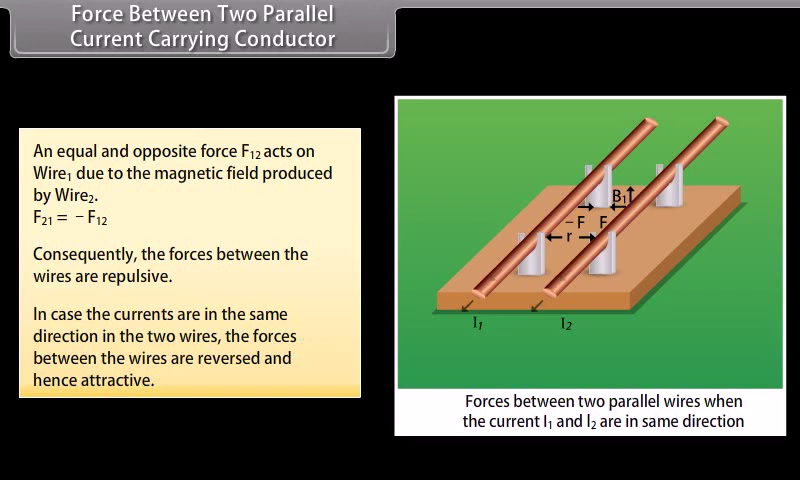 Force Between Two Parallel
Current Carrying Conductor
An equal and opposite force F₁₂ acts on
Wire₁ due to the magnetic field produced
by Wire₂.
F₂₁ = − F₁₂
Consequently, the forces between the
wires are repulsive.
In case the currents are in the same
direction in the two wires, the forces
between the wires are reversed and
hence attractive.
B₁
− F F
r
I₁ I₂
Forces between two parallel wires when
the current I₁ and I₂ are in same direction